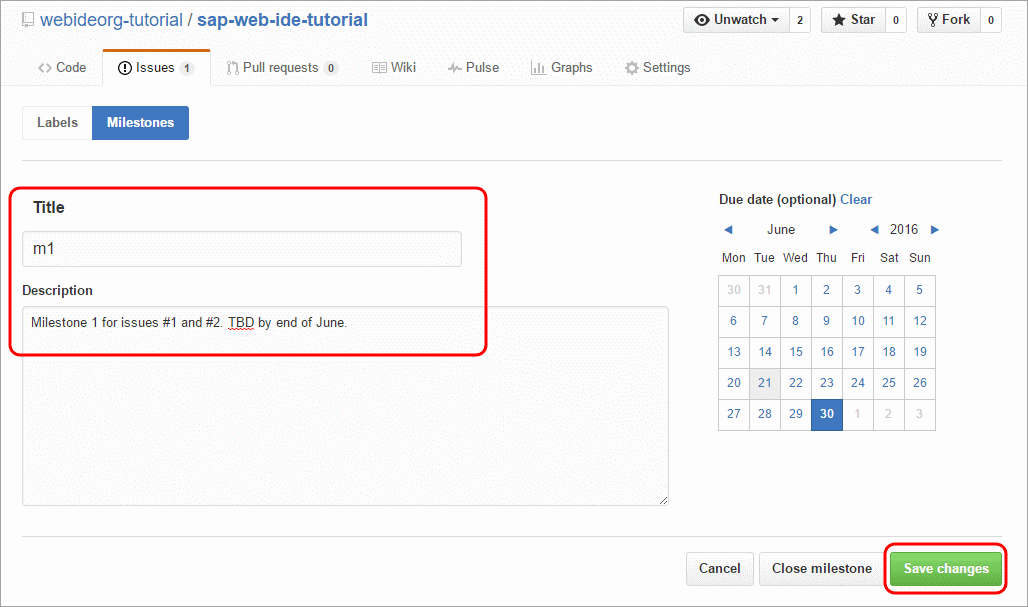 webideorg-tutorial / sap-web-ide-tutorial Unwatch 2 Star 0 Fork 0
Code Issues 1 Pull requests 0 Wiki Pulse Graphs Settings
Labels Milestones
Title
m1
Description
Milestone 1 for issues #1 and #2. TBD by end of June.
Due date (optional) Clear
June 2016
Mon Tue Wed Thu Fri Sat Sun
30 31 1 2 3 4 5
6 7 8 9 10 11 12
13 14 15 16 17 18 19
20 21 22 23 24 25 26
27 28 29 30 1 2 3
Cancel Close milestone Save changes